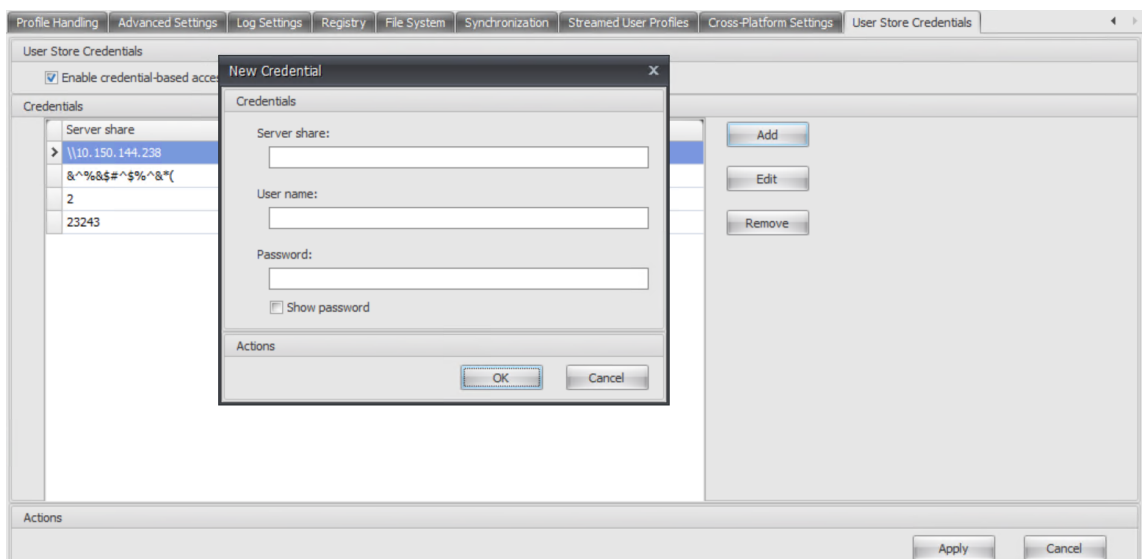 Profile Handling Advanced Settings Log Settings Registry File System Synchronization Streamed User Profiles Cross-Platform Settings User Store Credentials
User Store Credentials
Enable credential-based acce
Credentials
Server share
\\10.150.144.238
&^%&$#^$%^&*(
2
23243
New Credential x
Credentials
Server share:
User name:
Password:
Show password
Actions
OK Cancel
Add
Edit
Remove
Actions
Apply Cancel